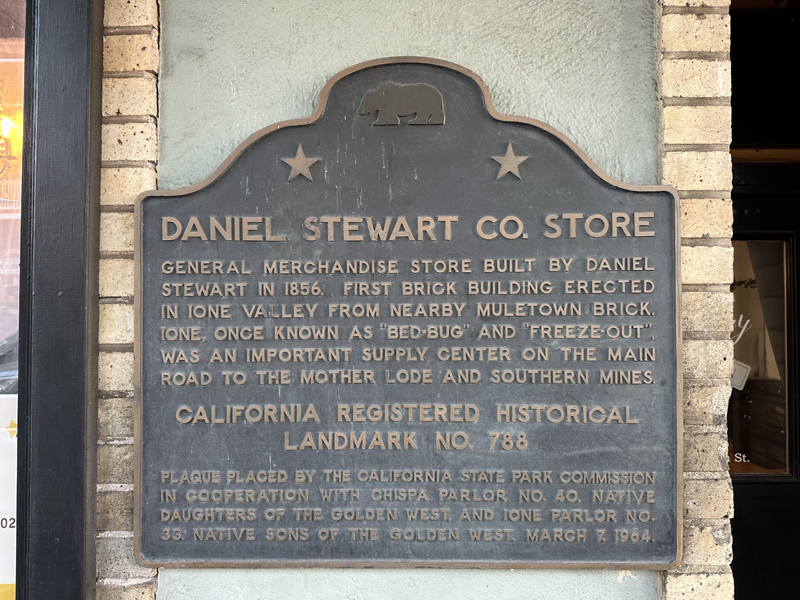 DANIEL STEWART CO. STORE
GENERAL MERCHANDISE STORE BUILT BY DANIEL
STEWART IN 1856. FIRST BRICK BUILDING ERECTED
IN IONE VALLEY FROM NEARBY MULETOWN BRICK.
IONE, ONCE KNOWN AS "BED-BUG" AND "FREEZE-OUT",
WAS AN IMPORTANT SUPPLY CENTER ON THE MAIN
ROAD TO THE MOTHER LODE AND SOUTHERN MINES.
CALIFORNIA REGISTERED HISTORICAL
LANDMARK NO. 788
PLAQUE PLACED BY THE CALIFORNIA STATE PARK COMMISSION
IN COOPERATION WITH CHISPA PARLOR NO. 40, NATIVE
DAUGHTERS OF THE GOLDEN WEST, AND IONE PARLOR NO.
33, NATIVE SONS OF THE GOLDEN WEST, MARCH 7, 1964.
St.
02